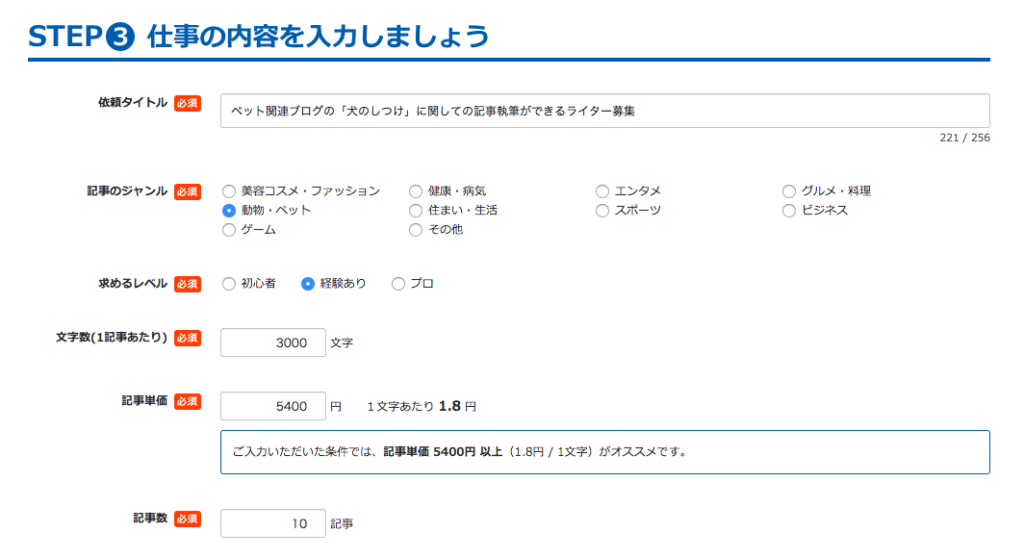 STEP3 仕事の内容を入力しましょう
依頼タイトル 必須 ペット関連ブログの「犬のしつけ」に関しての記事執筆ができるライター募集
221 / 256
記事のジャンル 必須 美容コスメ・ファッション 健康・病気 エンタメ グルメ・料理
動物・ペット 住まい・生活 スポーツ ビジネス
ゲーム その他
求めるレベル 必須 初心者 経験あり プロ
文字数(1記事あたり) 必須 3000 文字
記事単価 必須 5400 円 1文字あたり 1.8 円
ご入力いただいた条件では、記事単価 5400円 以上（1.8円 / 1文字）がオススメです。
記事数 必須 10 記事